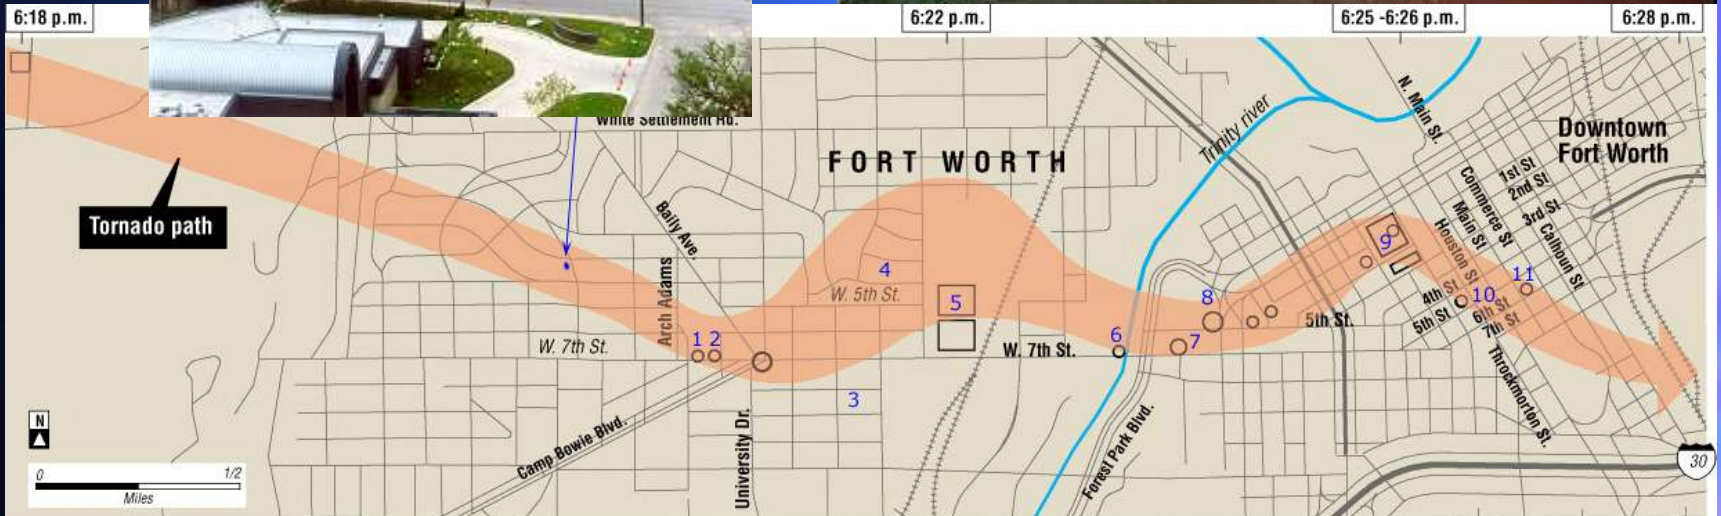 6:18 p.m.
6:22 p.m.
6:25 -6:26 p.m.
6:28 p.m.
White Settlement Rd.
FORT WORTH
Trinity river
N. Main St.
Downtown
Fort Worth
Tornado path
Baily Ave.
1st St
2nd St
3rd St
Commerce St
Main St
Houston St
Calhoun St
Arch Adams
4
W. 5th St.
5
8
9
11
10
4th St
5th St
6th St
7th St
5th St.
1 2
W. 7th St.
W. 7th St.
6
7
3
Throckmorton St.
Camp Bowie Blvd.
University Dr.
Forest Park Blvd.
N
0 1/2
Miles
30